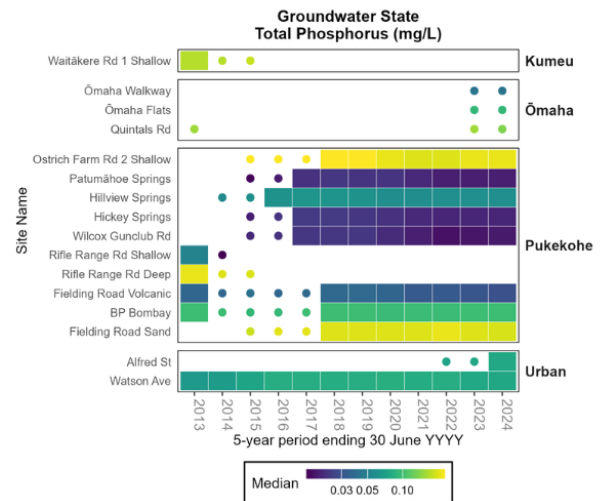 Groundwater State
Total Phosphorus (mg/L)
Waitākere Rd 1 Shallow
Kumeu
Ōmaha Walkway
Ōmaha Flats
Quintals Rd
Ōmaha
Ostrich Farm Rd 2 Shallow
Patumāhoe Springs
Hillview Springs
Hickey Springs
Wilcox Gunclub Rd
Rifle Range Rd Shallow
Rifle Range Rd Deep
Fielding Road Volcanic
BP Bombay
Fielding Road Sand
Pukekohe
Alfred St
Watson Ave
Urban
Site Name
2013 2014 2015 2016 2017 2018 2019 2020 2021 2022 2023 2024
5-year period ending 30 June YYYY
Median
0.03 0.05 0.10